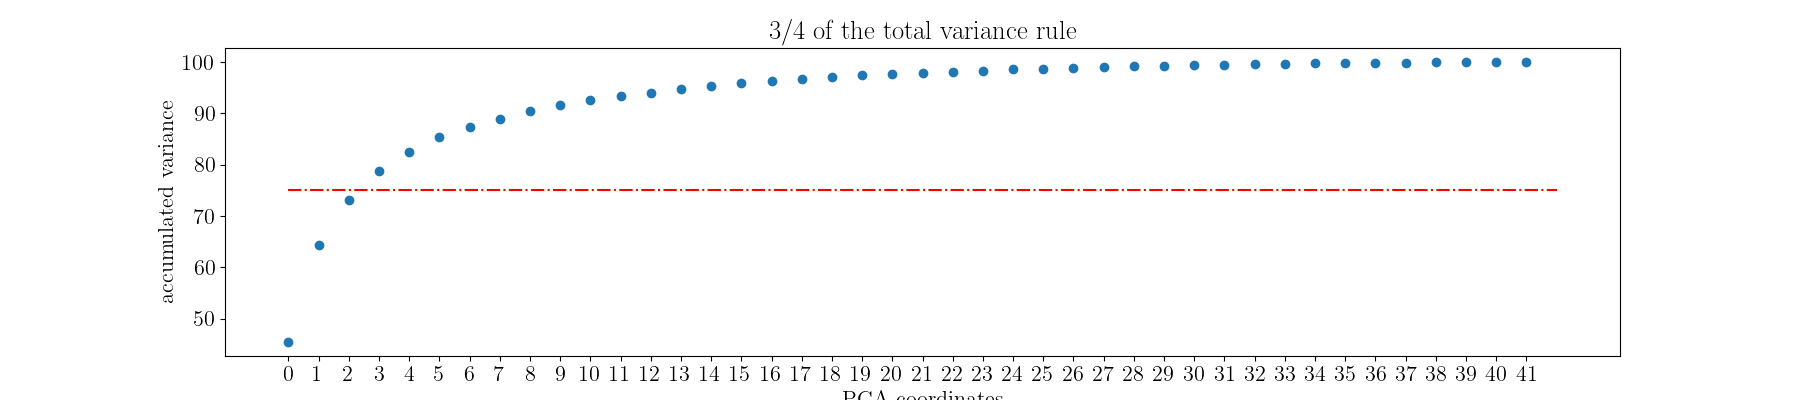 3/4 of the total variance rule
accumulated variance
100
90
80
70
60
50
0 1 2 3 4 5 6 7 8 9 10 11 12 13 14 15 16 17 18 19 20 21 22 23 24 25 26 27 28 29 30 31 32 33 34 35 36 37 38 39 40 41
PCA coordinates